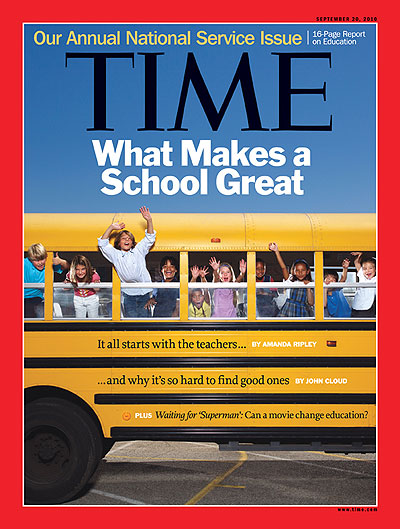 SEPTEMBER 20, 2010
Our Annual National Service Issue | 16-Page Report
on Education
TIME
What Makes a
School Great
It all starts with the teachers... BY AMANDA RIPLEY
...and why it's so hard to find good ones BY JOHN CLOUD
PLUS Waiting for 'Superman': Can a movie change education?
www.time.com